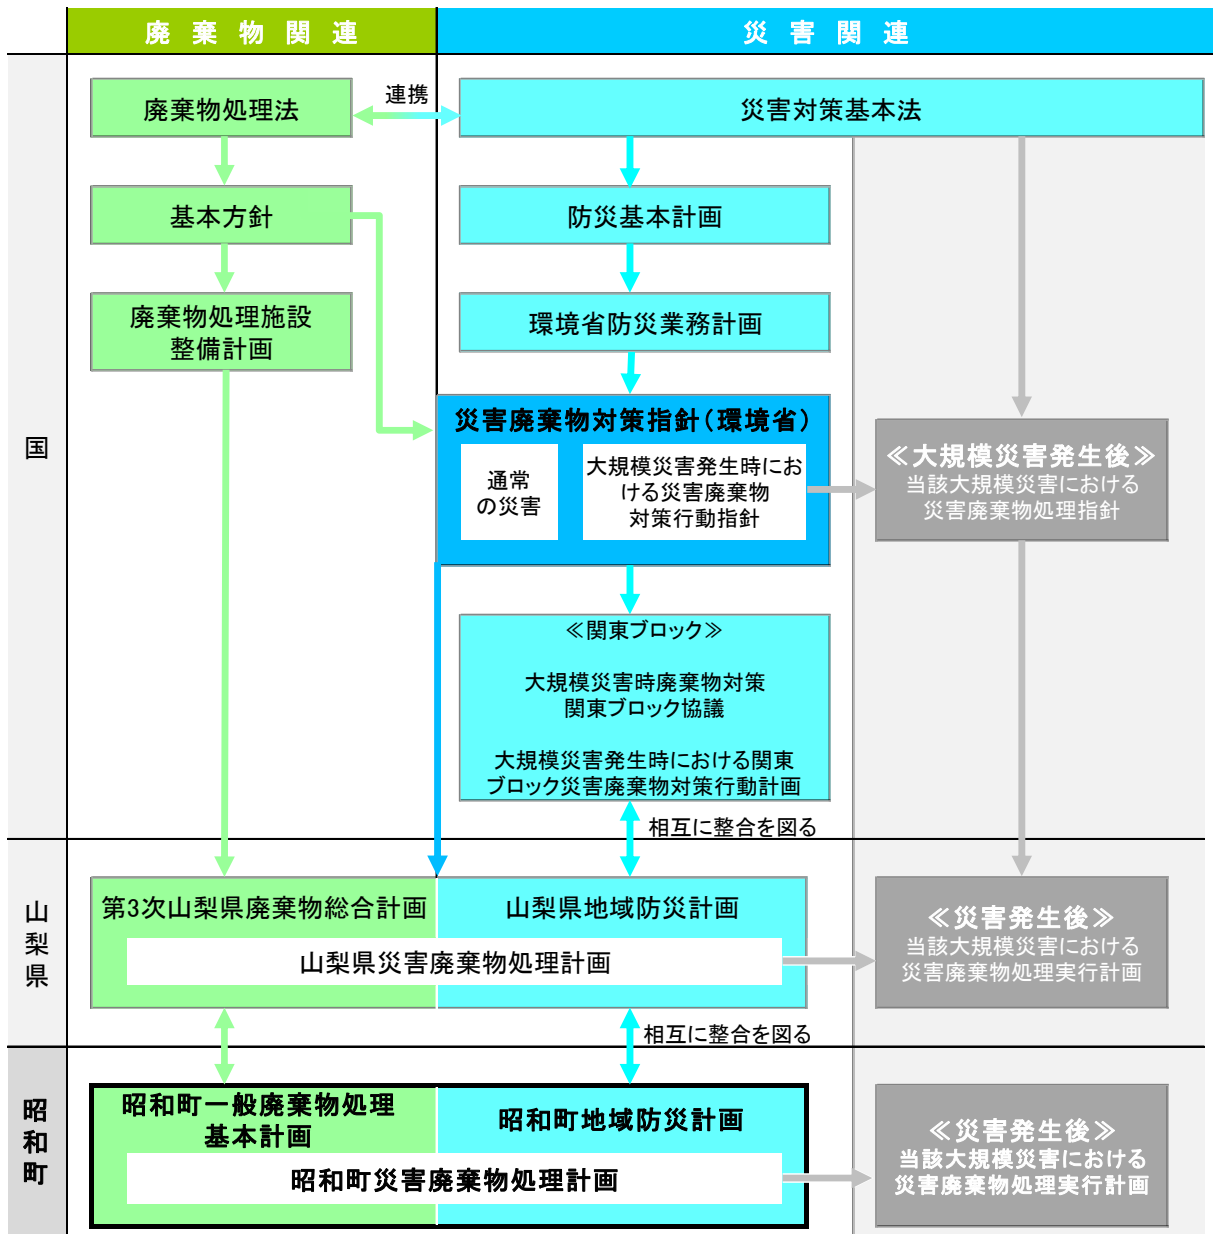 廃棄物関連
災害関連
国
廃棄物処理法
連携
災害対策基本法
基本方針
防災基本計画
廃棄物処理施設
整備計画
環境省防災業務計画
災害廃棄物対策指針（環境省）
通常
の災害
大規模災害発生時にお
ける災害廃棄物
対策行動指針
≪大規模災害発生後≫
当該大規模災害における
災害廃棄物処理指針
≪関東ブロック≫
大規模災害時廃棄物対策
関東ブロック協議
大規模災害発生時における関東
ブロック災害廃棄物対策行動計画
相互に整合を図る
山梨県
第3次山梨県廃棄物総合計画
山梨県地域防災計画
山梨県災害廃棄物処理計画
≪災害発生後≫
当該大規模災害における
災害廃棄物処理実行計画
相互に整合を図る
昭和町
昭和町一般廃棄物処理
基本計画
昭和町地域防災計画
昭和町災害廃棄物処理計画
≪災害発生後≫
当該大規模災害における
災害廃棄物処理実行計画